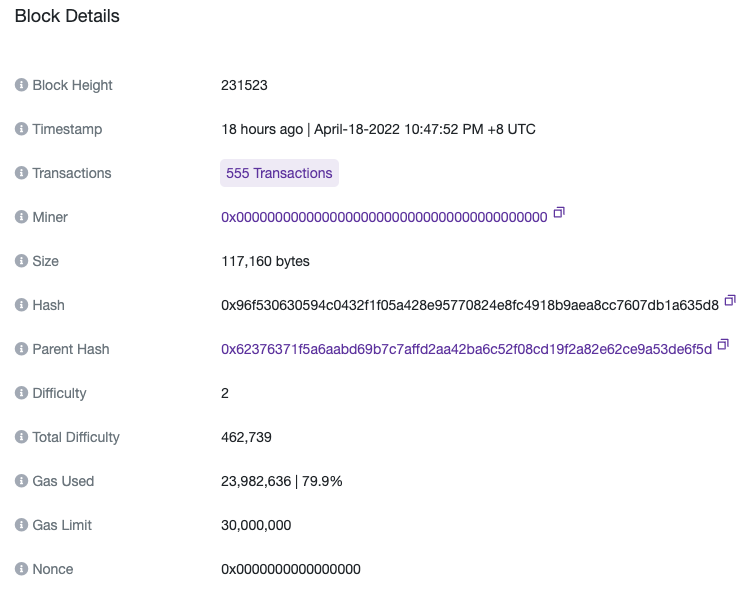 Block Details
Block Height 231523
Timestamp 18 hours ago | April-18-2022 10:47:52 PM +8 UTC
Transactions 555 Transactions
Miner 0x0000000000000000000000000000000000000000
Size 117,160 bytes
Hash 0x96f530630594c0432f1f05a428e95770824e8fc4918b9aea8cc7607db1a635d8
Parent Hash 0x62376371f5a6aabd69b7c7affd2aa42ba6c52f08cd19f2a82e62ce9a53de6f5d
Difficulty 2
Total Difficulty 462,739
Gas Used 23,982,636 | 79.9%
Gas Limit 30,000,000
Nonce 0x0000000000000000